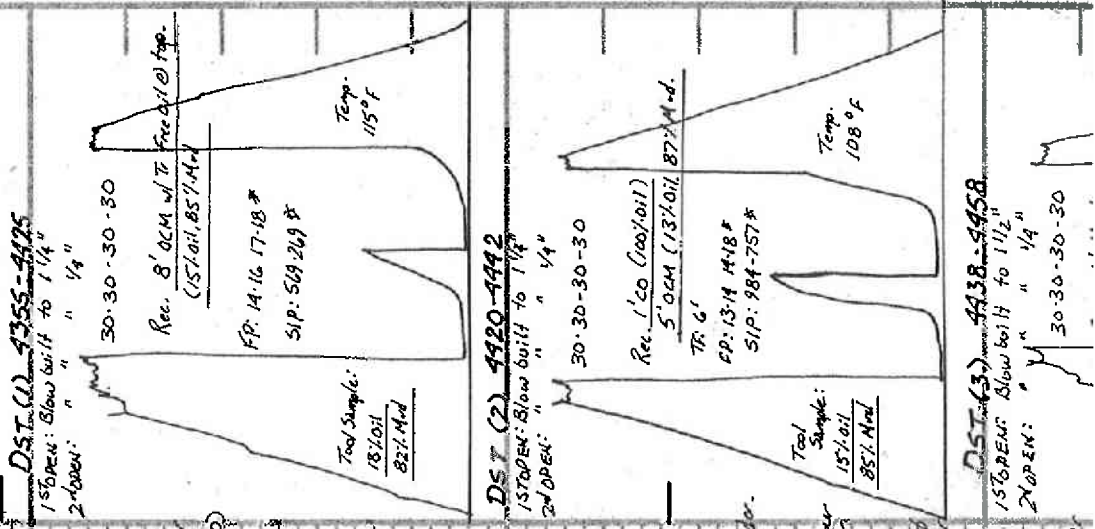 DST (1) 4355-4425
1ST OPEN: Blow built to 1 1/4"
2nd OPEN: " " " 1/4"
30-30-30-30
Rec. 8' OCM w/ Tr Free Oil @ top.
(15% Oil, 85% Mud
FP: 14-16 17-18#
SIP: 569-269#
Temp.
115°F
Tool Sample:
18% Oil
82% Mud
DST (2) 4420-4442
1ST OPEN: Blow built to 1 1/2"
2nd OPEN: " " " 1/4"
30-30-30-30
Rec. 1' CO (100% Oil)
5' OCM (13% Oil, 87% Mud.
TF: 6'
FP: 13-14 14-18#
SIP: 984-757#
Temp.
108°F
Tool
Sample:
15% Oil
85% Mud
DST (3) 4438-4458
1ST OPEN: Blow built to 1 1/2"
2nd OPEN: " " " 1/4"
30-30-30-30